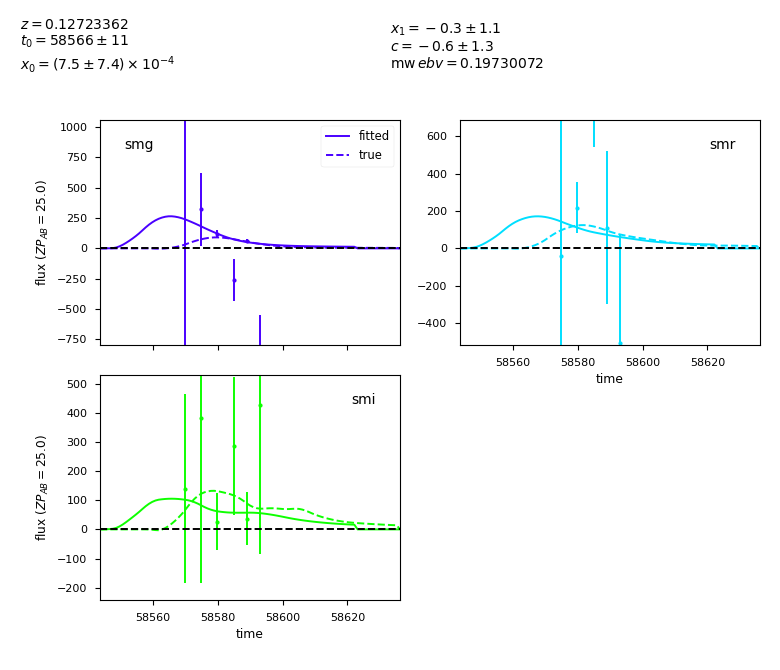 z = 0.12723362
t₀ = 58566 ± 11
x₀ = (7.5 ± 7.4) × 10⁻⁴
x₁ = −0.3 ± 1.1
c = −0.6 ± 1.3
mw ebv = 0.19730072
smg
fitted
true
1000
750
500
250
0
−250
−500
−750
flux (ZP_AB = 25.0)
smr
600
400
200
0
−200
−400
58560 58580 58600 58620
time
smi
500
400
300
200
100
0
−100
−200
flux (ZP_AB = 25.0)
58560 58580 58600 58620
time